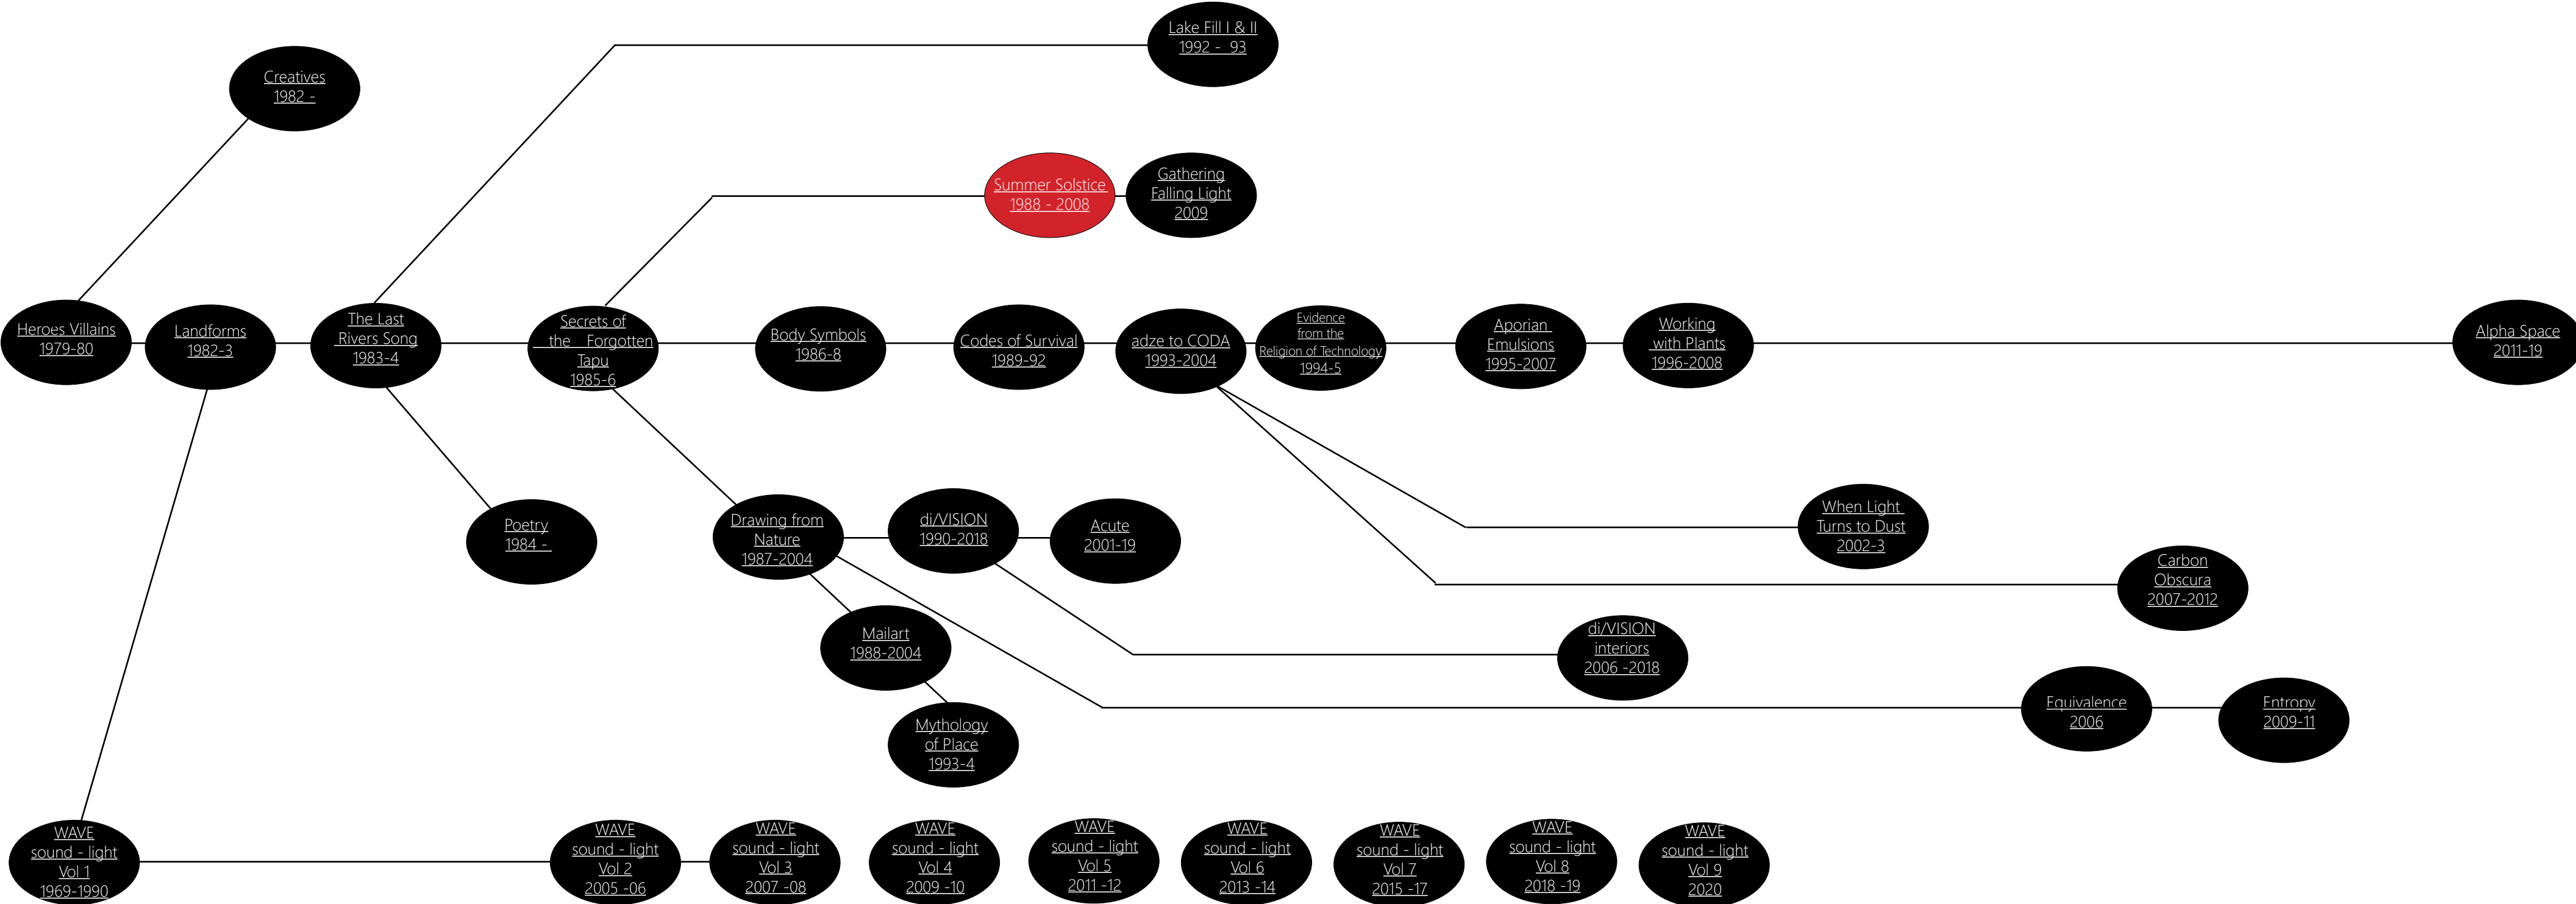 Lake Fill I & II
1992 -  93
Creatives
1982 -
Summer Solstice
1988 - 2008
Gathering
Falling Light
2009
Heroes Villains
1979-80
Landforms
1982-3
The Last
Rivers Song
1983-4
Secrets of
the    Forgotten
Tapu
1985-6
Body Symbols
1986-8
Codes of Survival
1989-92
adze to CODA
1993-2004
Evidence
from the
Religion of Technology
1994-5
Aporian
Emulsions
1995-2007
Working
with Plants
1996-2008
Alpha Space
2011-19
Poetry
1984 -
Drawing from
Nature
1987-2004
di/VISION
1990-2018
Acute
2001-19
When Light
Turns to Dust
2002-3
Carbon
Obscura
2007-2012
Mailart
1988-2004
di/VISION
interiors
2006 -2018
Equivalence
2006
Entropy
2009-11
Mythology
of Place
1993-4
WAVE
sound - light
Vol 1
1969-1990
WAVE
sound - light
Vol 2
2005 -06
WAVE
sound - light
Vol 3
2007 -08
WAVE
sound - light
Vol 4
2009 -10
WAVE
sound - light
Vol 5
2011 -12
WAVE
sound - light
Vol 6
2013 -14
WAVE
sound - light
Vol 7
2015 -17
WAVE
sound - light
Vol 8
2018 -19
WAVE
sound - light
Vol 9
2020